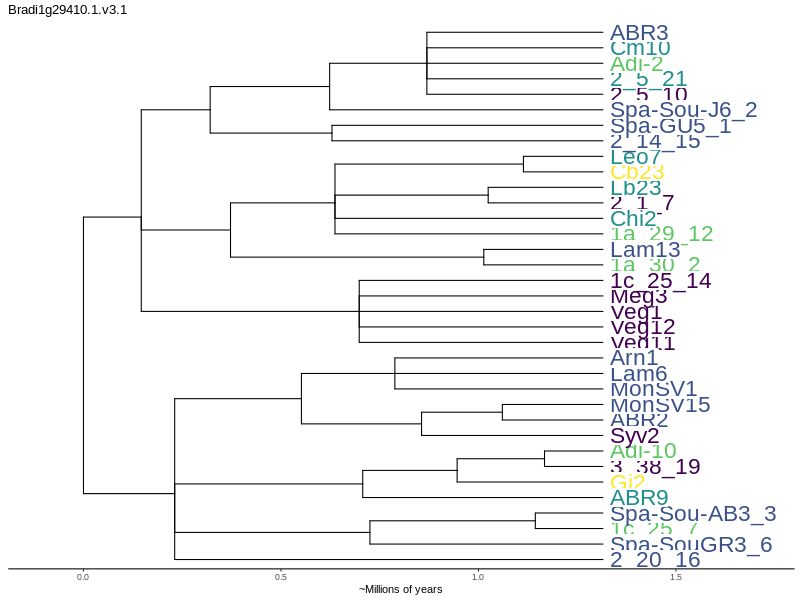 Bradi1g29410.1.v3.1
ABR3
Cm10
Adi-2
2_5_21
2_5_10
Spa-Sou-J6_2
Spa-GU5_1
2_14_15
Leo7
Cb23
Lb23
2_1_7
Chi2
1a_29_12
Lam13
1a_30_2
1c_25_14
Meg3
Veg1
Veg12
Veg11
Arn1
Lam6
MonSV1
MonSV15
ABR2
Syv2
Adi-10
3_38_19
Gi2
ABR9
Spa-Sou-AB3_3
1c_25_7
Spa-SouGR3_6
2_20_16
0.0 0.5 1.0 1.5
~Millions of years